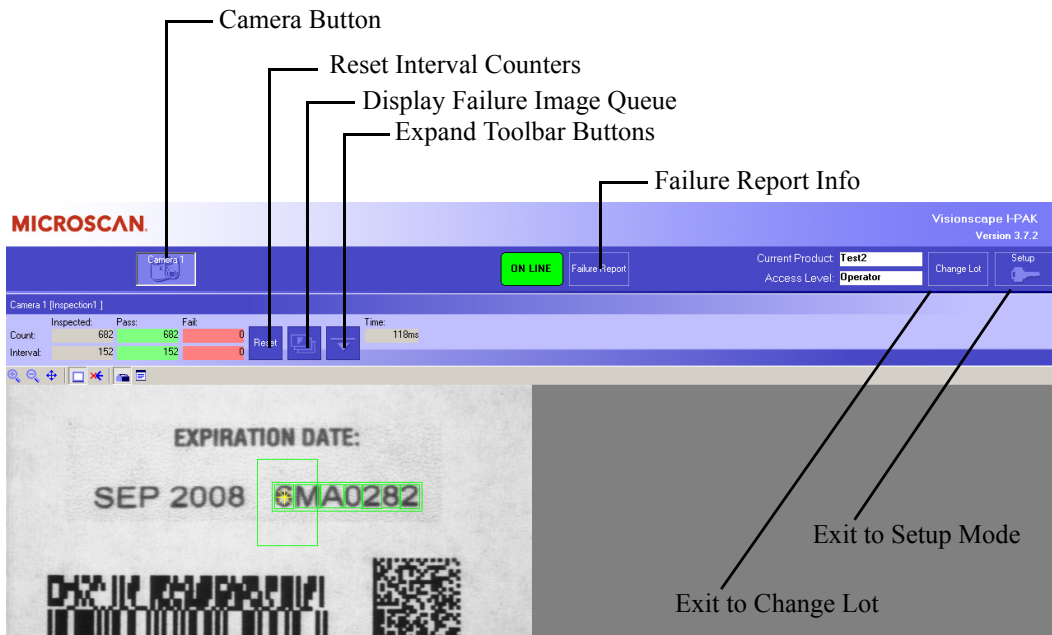 Camera Button
Reset Interval Counters
Display Failure Image Queue
Expand Toolbar Buttons
Failure Report Info
MICROSCAN.
Visionscape I-PAK
Version 3.7.2
Camera 1
ON LINE
Failure Report
Current Product: Test2
Access Level: Operator
Change Lot
Setup
Camera 1 [Inspection1 ]
Inspected: Pass: Fail: Time:
Count: 682 682 0 118ms
Reset
Interval: 152 152 0
EXPIRATION DATE:
SEP 2008 6MA0282
Exit to Setup Mode
Exit to Change Lot